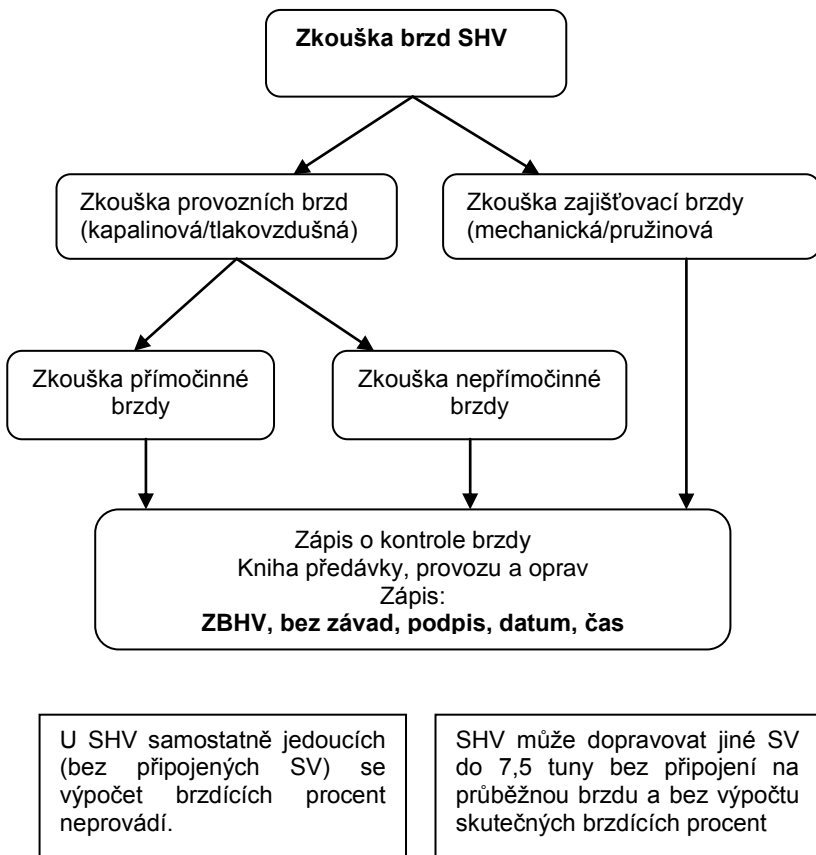 Zkouška brzd SHV
Zkouška provozních brzd
(kapalinová/tlakovzdušná)
Zkouška zajišťovací brzdy
(mechanická/pružinová
Zkouška přímočinné
brzdy
Zkouška nepřímočinné
brzdy
Zápis o kontrole brzdy
Kniha předávky, provozu a oprav
Zápis:
ZBHV, bez závad, podpis, datum, čas
U SHV samostatně jedoucích
(bez připojených SV) se
výpočet brzdících procent
neprovádí.
SHV může dopravovat jiné SV
do 7,5 tuny bez připojení na
průběžnou brzdu a bez výpočtu
skutečných brzdících procent